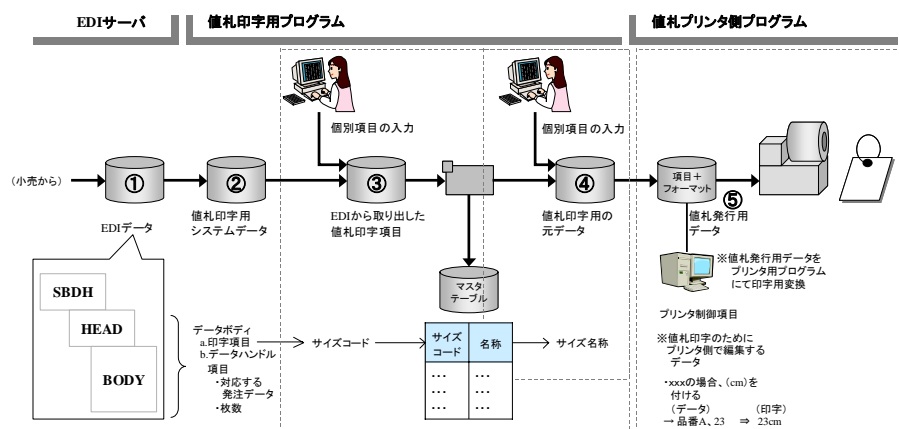 EDIサーバ
値札印字用プログラム
値札プリンタ側プログラム
個別項目の入力
個別項目の入力
(小売から)
①
②
③
④
項目＋
フォーマット
⑤
EDIデータ
値札印字用
システムデータ
EDIから取り出した
値札印字項目
値札印字用の
元データ
値札発行用
データ
※値札発行用データを
プリンタ用プログラム
にて印字用変換
マスタ
テーブル
プリンタ制御項目
SBDH
HEAD
BODY
データボディ
a.印字項目
b.データハンドル
項目
・対応する
発注データ
・枚数
サイズコード
サイズ
コード
名称
…
…
…
…
…
…
サイズ名称
※値札印字のために
プリンタ側で編集する
データ
・xxxの場合、(cm)を
付ける
(データ) (印字)
→ 品番A、23 ⇒ 23cm